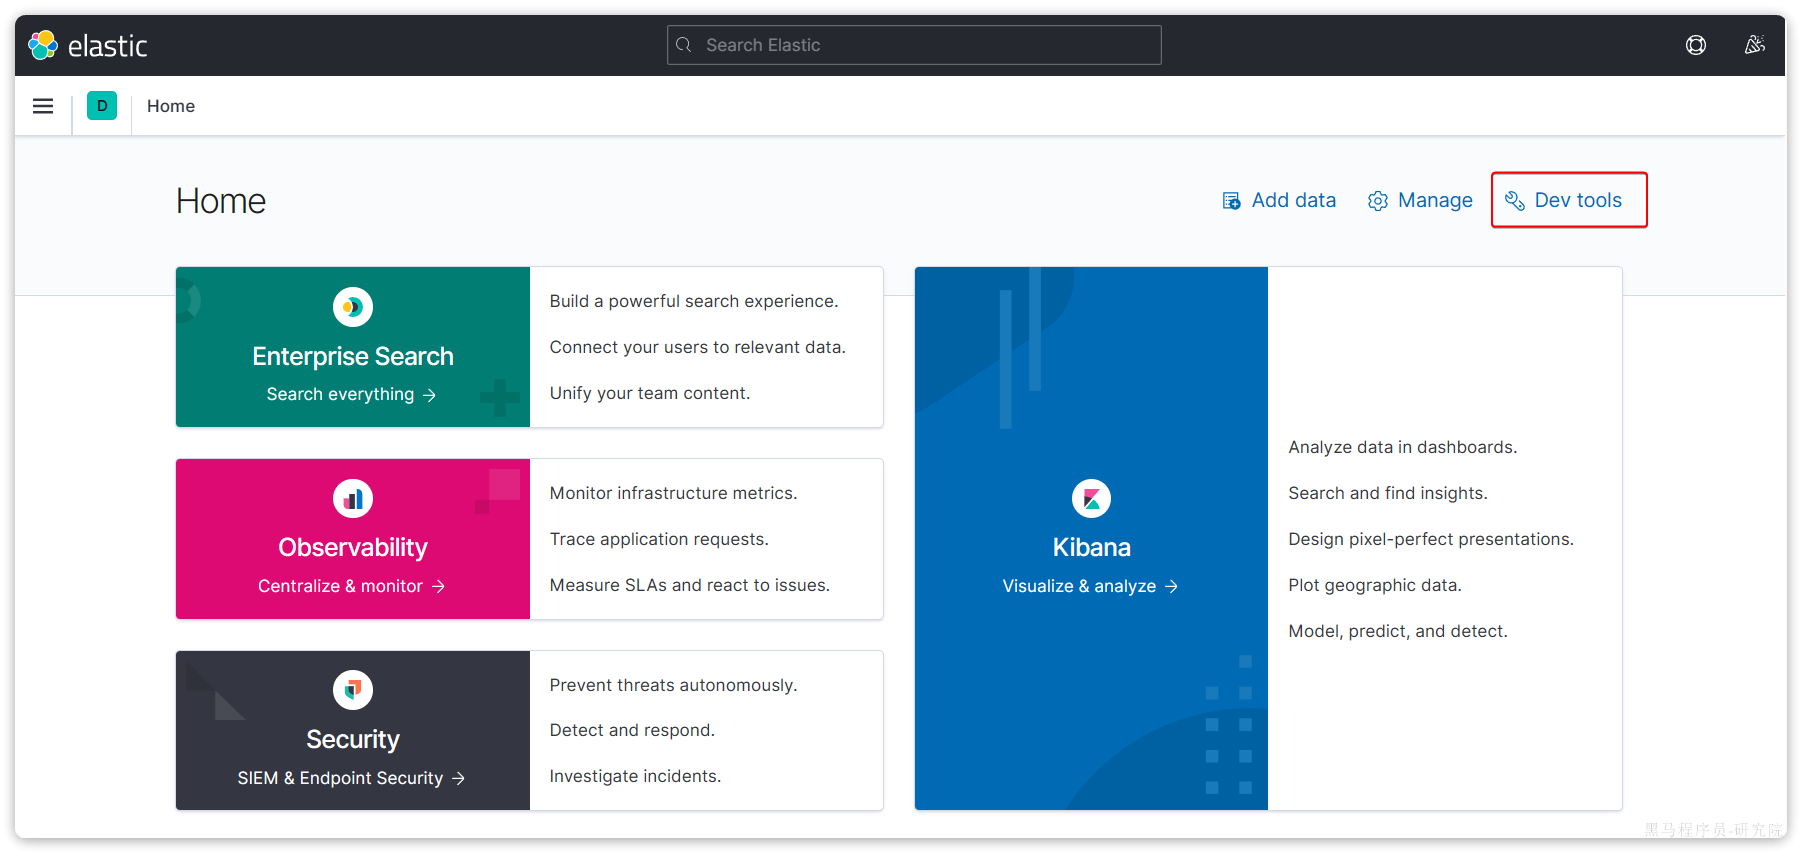 elastic
Search Elastic
D
Home
Home
Add data
Manage
Dev tools
Enterprise Search
Search everything →
Build a powerful search experience.
Connect your users to relevant data.
Unify your team content.
Observability
Centralize & monitor →
Monitor infrastructure metrics.
Trace application requests.
Measure SLAs and react to issues.
Security
SIEM & Endpoint Security →
Prevent threats autonomously.
Detect and respond.
Investigate incidents.
Kibana
Visualize & analyze →
Analyze data in dashboards.
Search and find insights.
Design pixel-perfect presentations.
Plot geographic data.
Model, predict, and detect.
黑马程序员-研究院